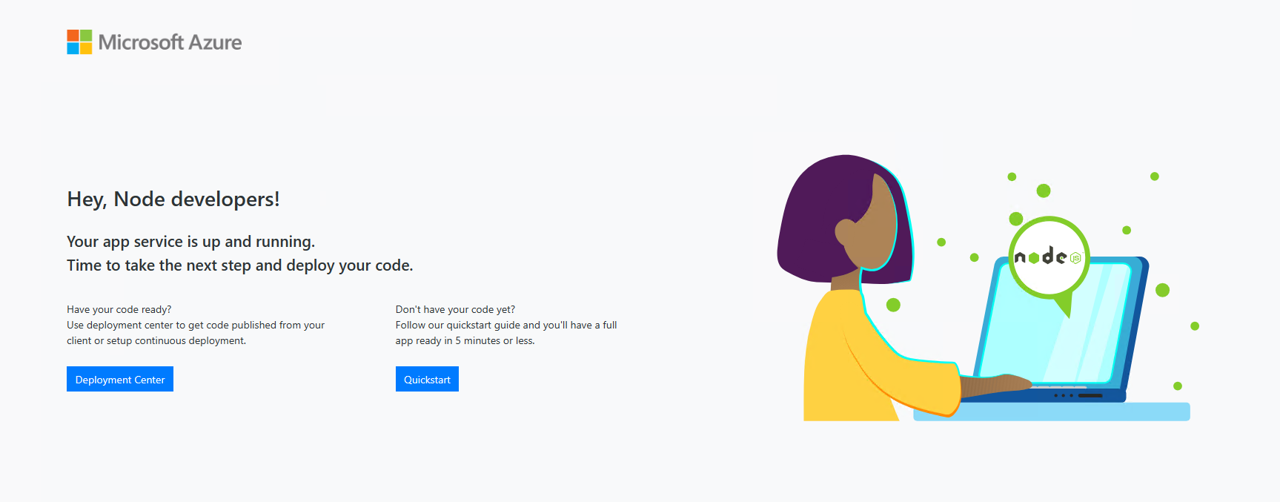 Microsoft Azure
Hey, Node developers!
Your app service is up and running.
Time to take the next step and deploy your code.
Have your code ready?
Use deployment center to get code published from your
client or setup continuous deployment.
Deployment Center
Don't have your code yet?
Follow our quickstart guide and you'll have a full
app ready in 5 minutes or less.
Quickstart
node
JS